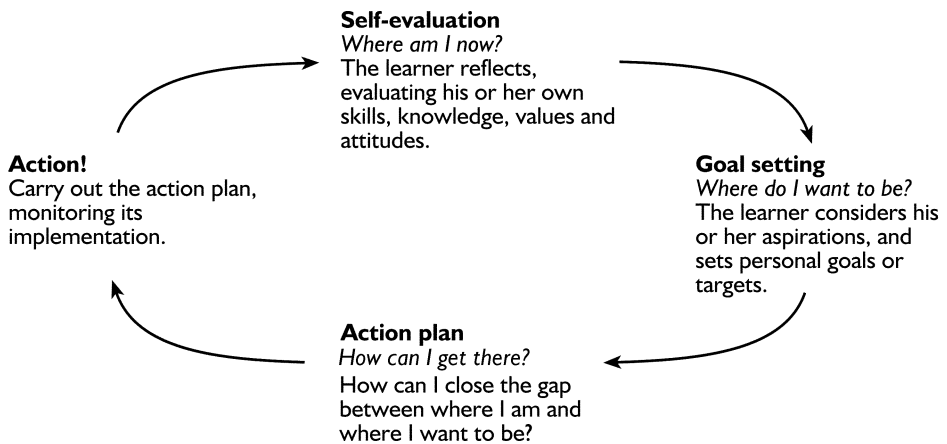 Self-evaluation
Where am I now?
The learner reflects,
evaluating his or her own
skills, knowledge, values and
attitudes.
Goal setting
Where do I want to be?
The learner considers his
or her aspirations, and
sets personal goals or
targets.
Action plan
How can I get there?
How can I close the gap
between where I am and
where I want to be?
Action!
Carry out the action plan,
monitoring its
implementation.